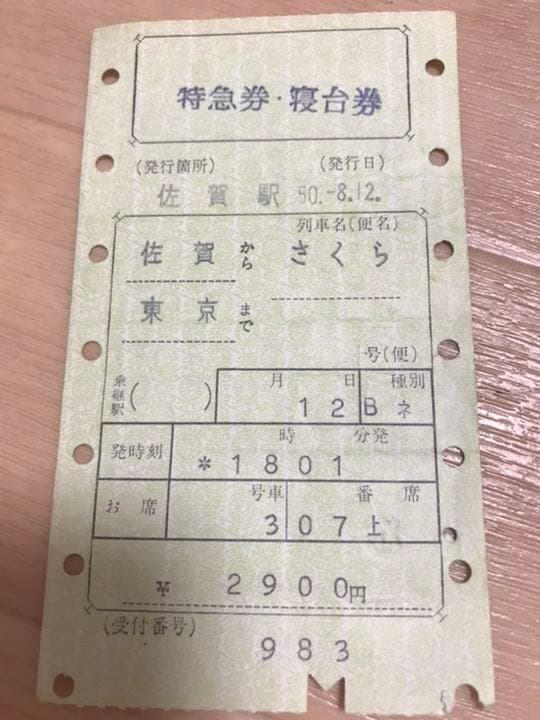 特急券・寝台券
(発行箇所) (発行日)
佐賀駅 50.-8.12.
列車名(便名)
佐賀から さくら
東京まで
号(便)
乗継駅( ) 月 日 種別
12 Bネ
発時刻 時 分発
*1801
お席 号車 番 席
3 07上
¥2900円
(受付番号)
983